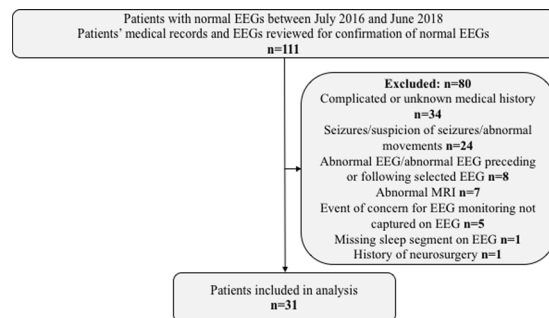 Patients with normal EEGs between July 2016 and June 2018
Patients' medical records and EEGs reviewed for confirmation of normal EEGs
n=111
Excluded: n=80
Complicated or unknown medical history
n=34
Seizures/suspicion of seizures/abnormal
movements n=24
Abnormal EEG/abnormal EEG preceding
or following selected EEG n=8
Abnormal MRI n=7
Event of concern for EEG monitoring not
captured on EEG n=5
Missing sleep segment on EEG n=1
History of neurosurgery n=1
Patients included in analysis
n=31